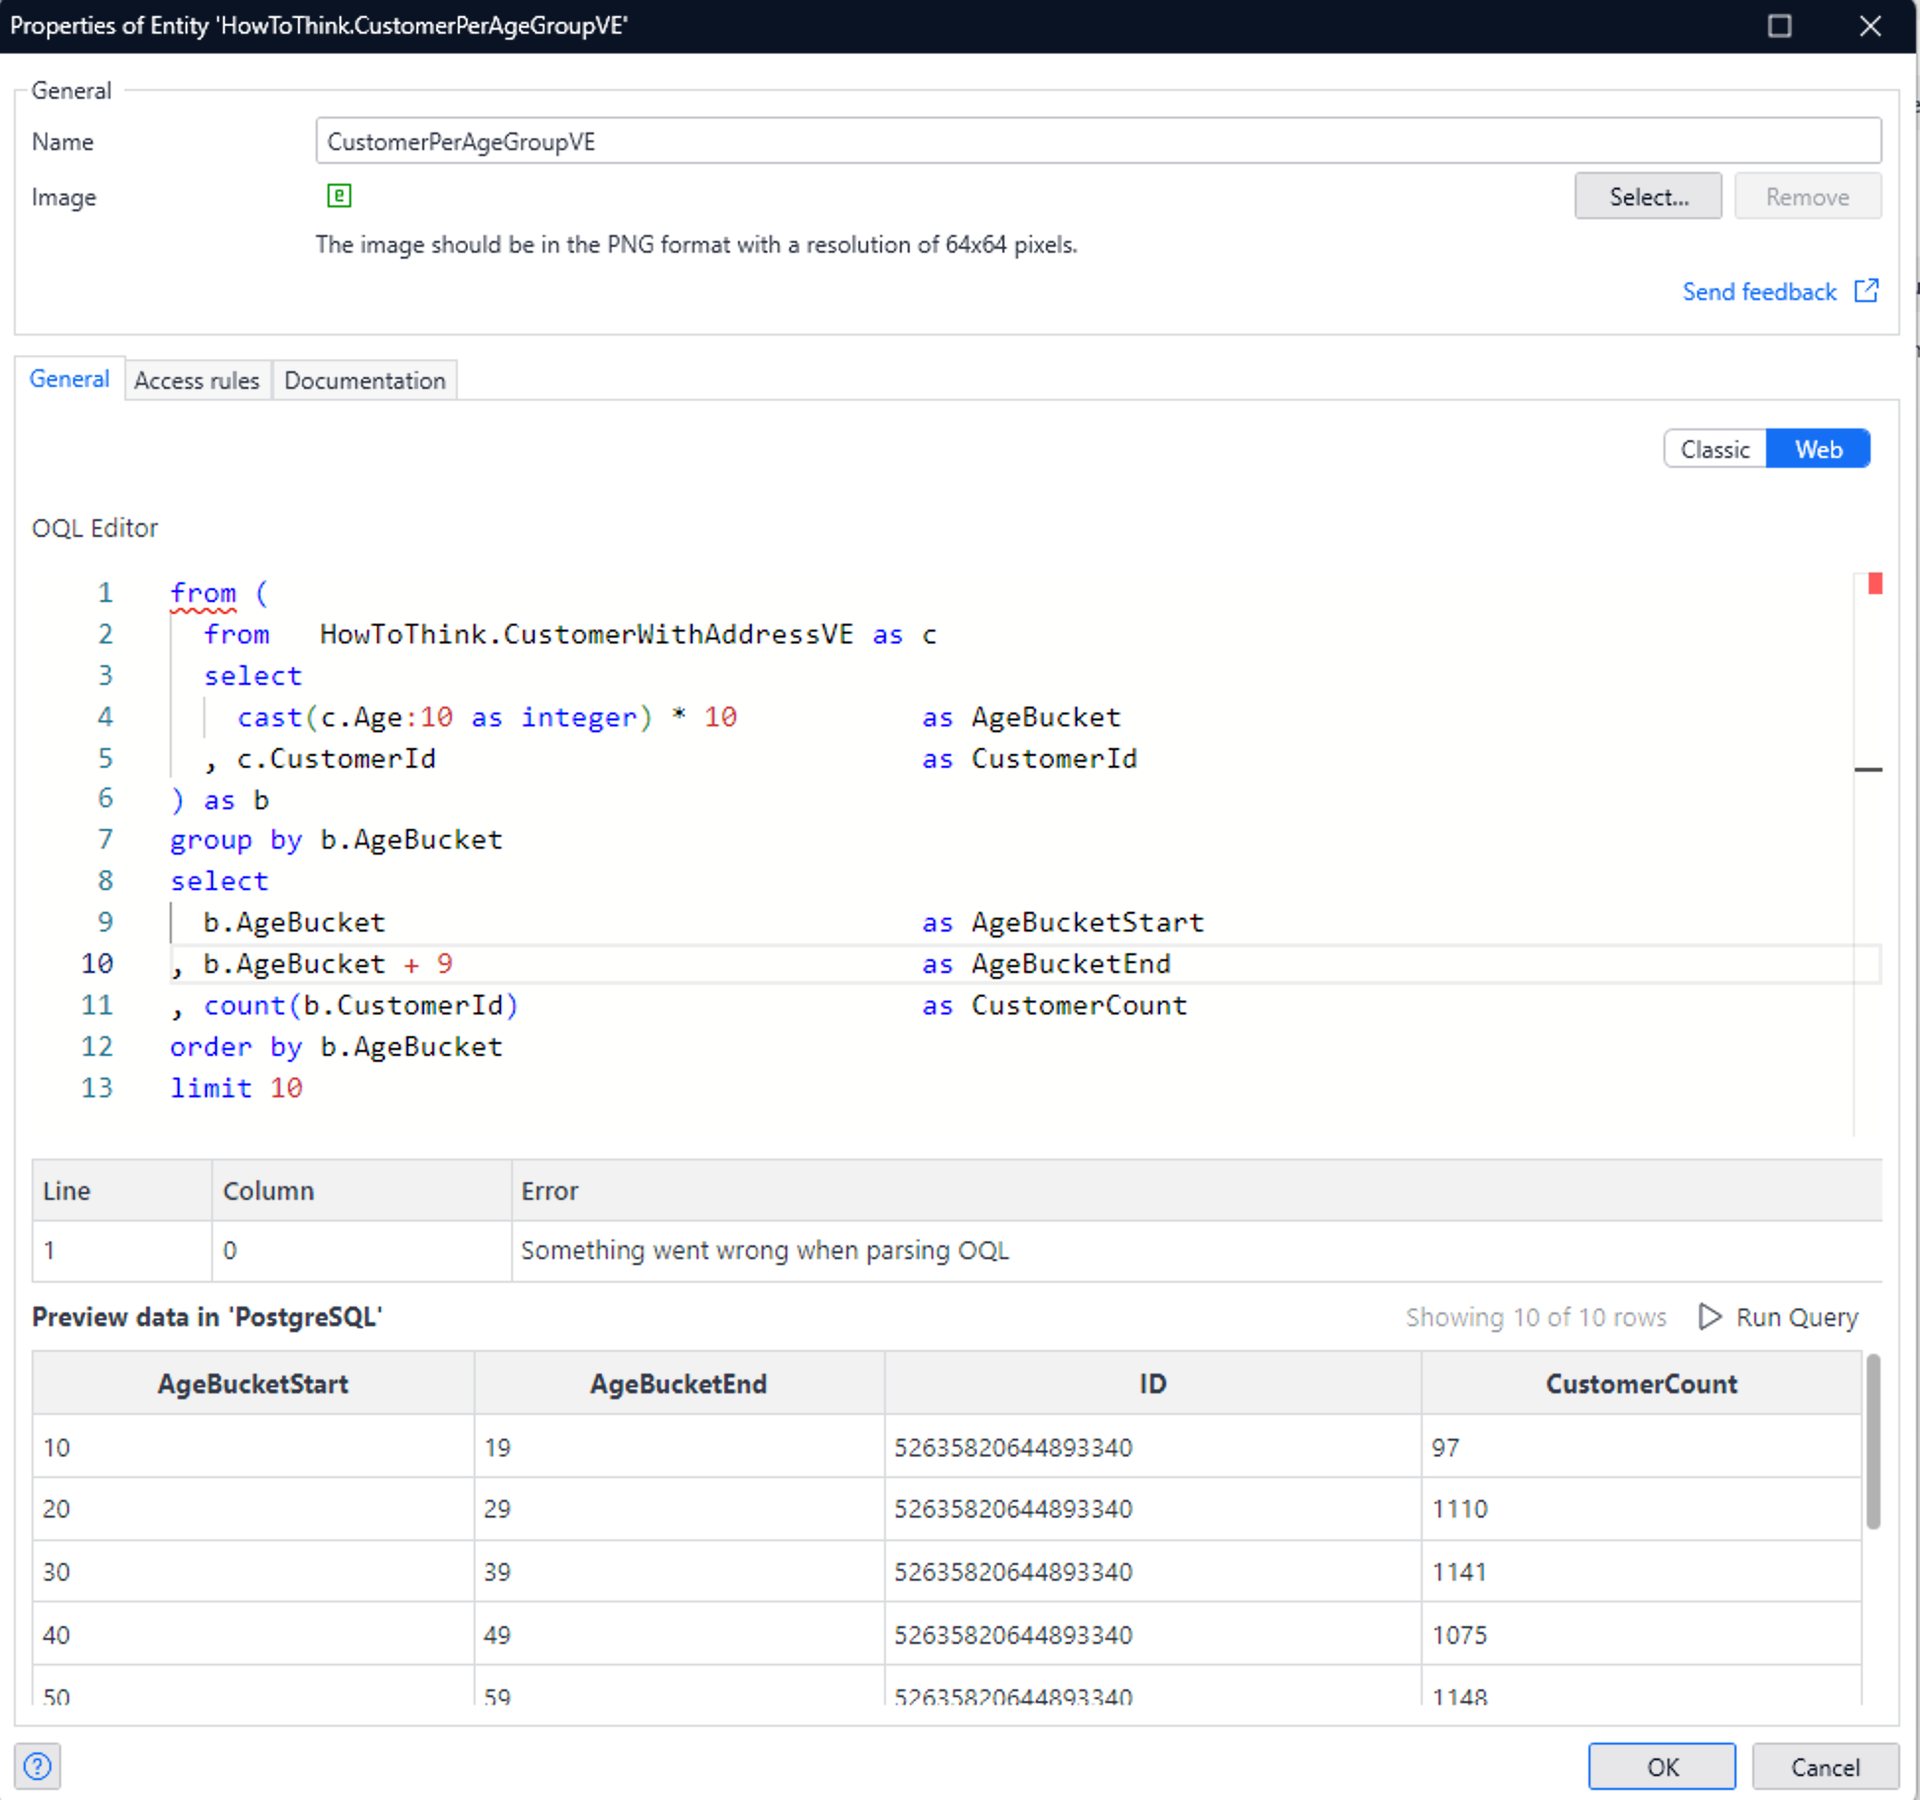 Properties of Entity 'HowToThink.CustomerPerAgeGroupVE'
General
Name CustomerPerAgeGroupVE
Image Select... Remove
The image should be in the PNG format with a resolution of 64x64 pixels.
Send feedback
General Access rules Documentation
Classic Web
OQL Editor
1 from (
2 from HowToThink.CustomerWithAddressVE as c
3 select
4 cast(c.Age:10 as integer) * 10 as AgeBucket
5 , c.CustomerId as CustomerId
6 ) as b
7 group by b.AgeBucket
8 select
9 b.AgeBucket as AgeBucketStart
10 , b.AgeBucket + 9 as AgeBucketEnd
11 , count(b.CustomerId) as CustomerCount
12 order by b.AgeBucket
13 limit 10
Line Column Error
1 0 Something went wrong when parsing OQL
Preview data in 'PostgreSQL' Showing 10 of 10 rows Run Query
AgeBucketStart AgeBucketEnd ID CustomerCount
10 19 52635820644893340 97
20 29 52635820644893340 1110
30 39 52635820644893340 1141
40 49 52635820644893340 1075
50 59 52635820644893340 1148
OK Cancel